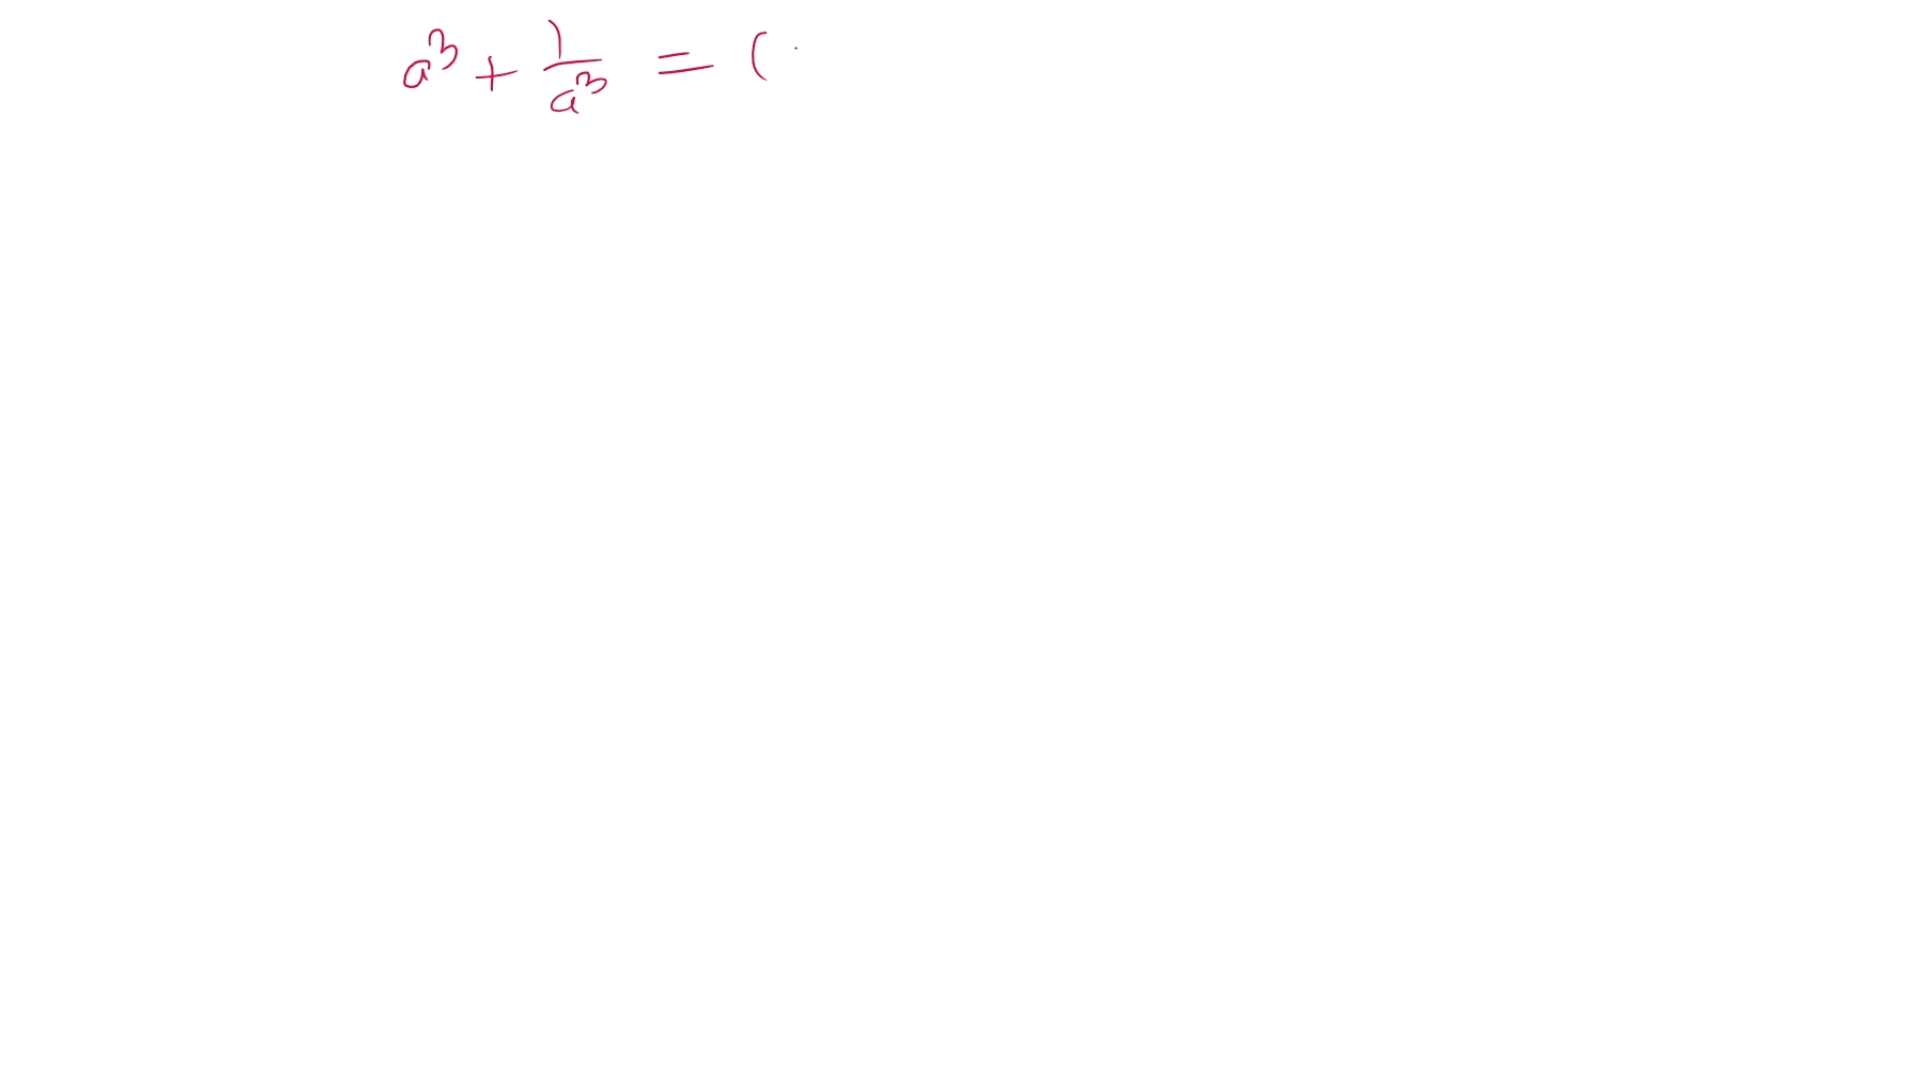 a³ + 1/a³ = (